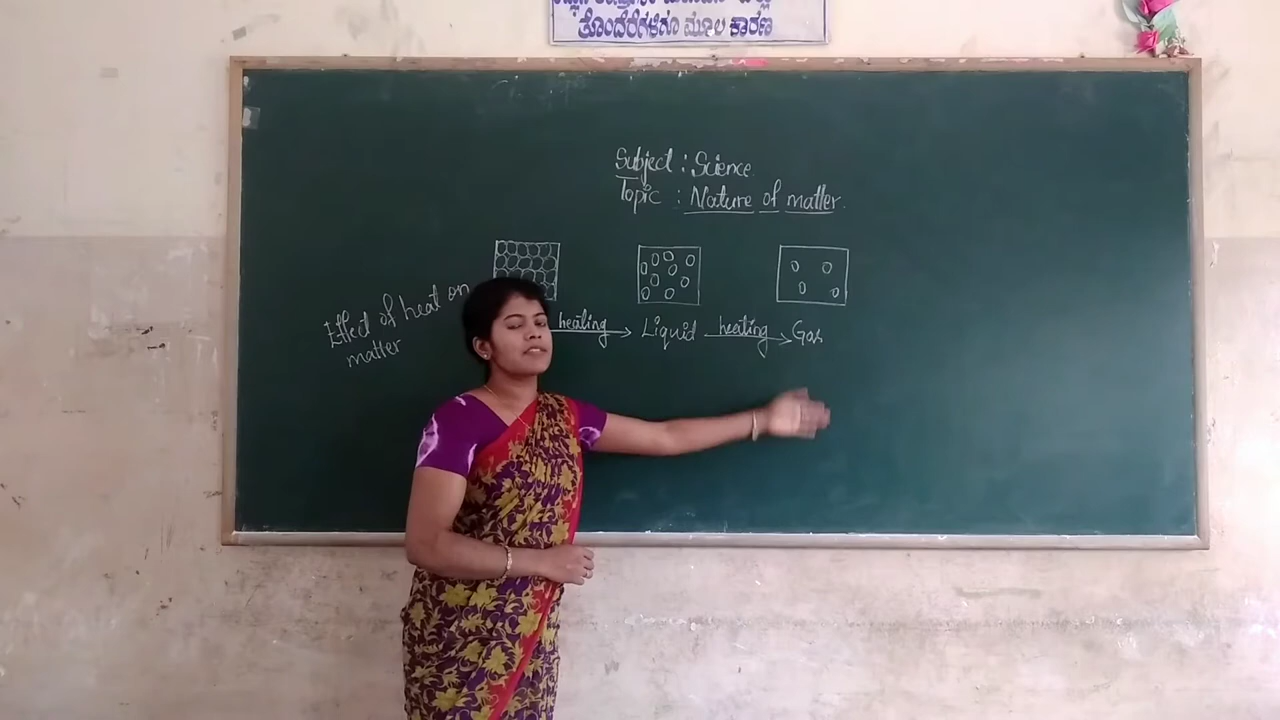 ತೊಂದರೆಗಳಿಗೂ ಮೂಲ ಕಾರಣ
Subject : Science
Topic : Nature of matter.
Effect of heat on
matter
heating Liquid heating Gas